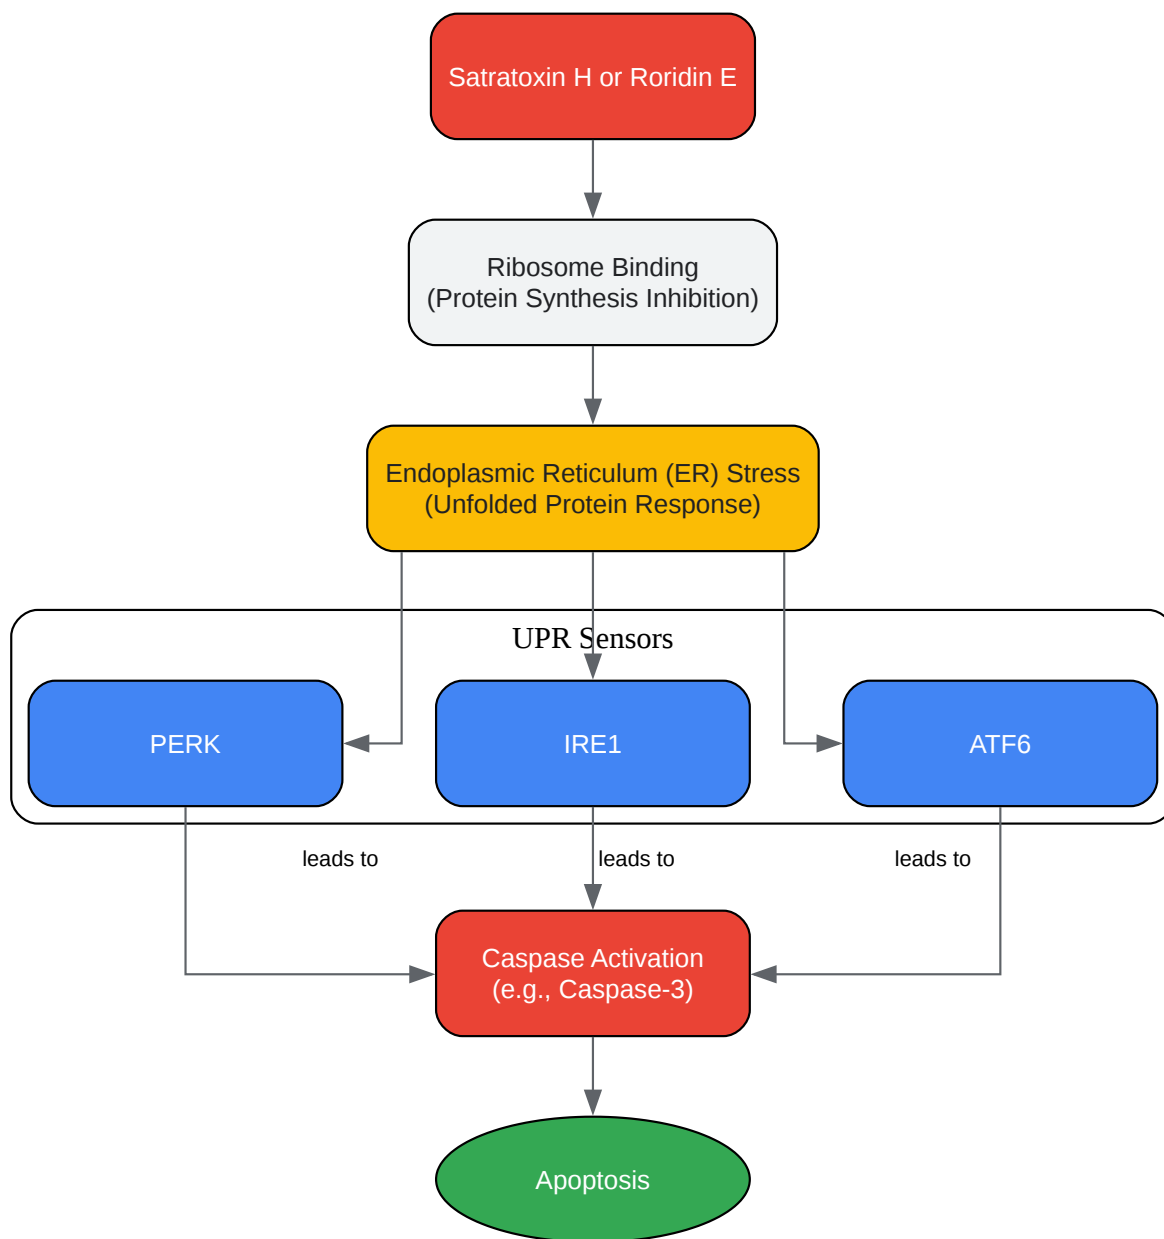 Satratoxin H or Roridin E
Ribosome Binding
(Protein Synthesis Inhibition)
Endoplasmic Reticulum (ER) Stress
(Unfolded Protein Response)
UPR Sensors
PERK
IRE1
ATF6
leads to
leads to
leads to
Caspase Activation
(e.g., Caspase-3)
Apoptosis